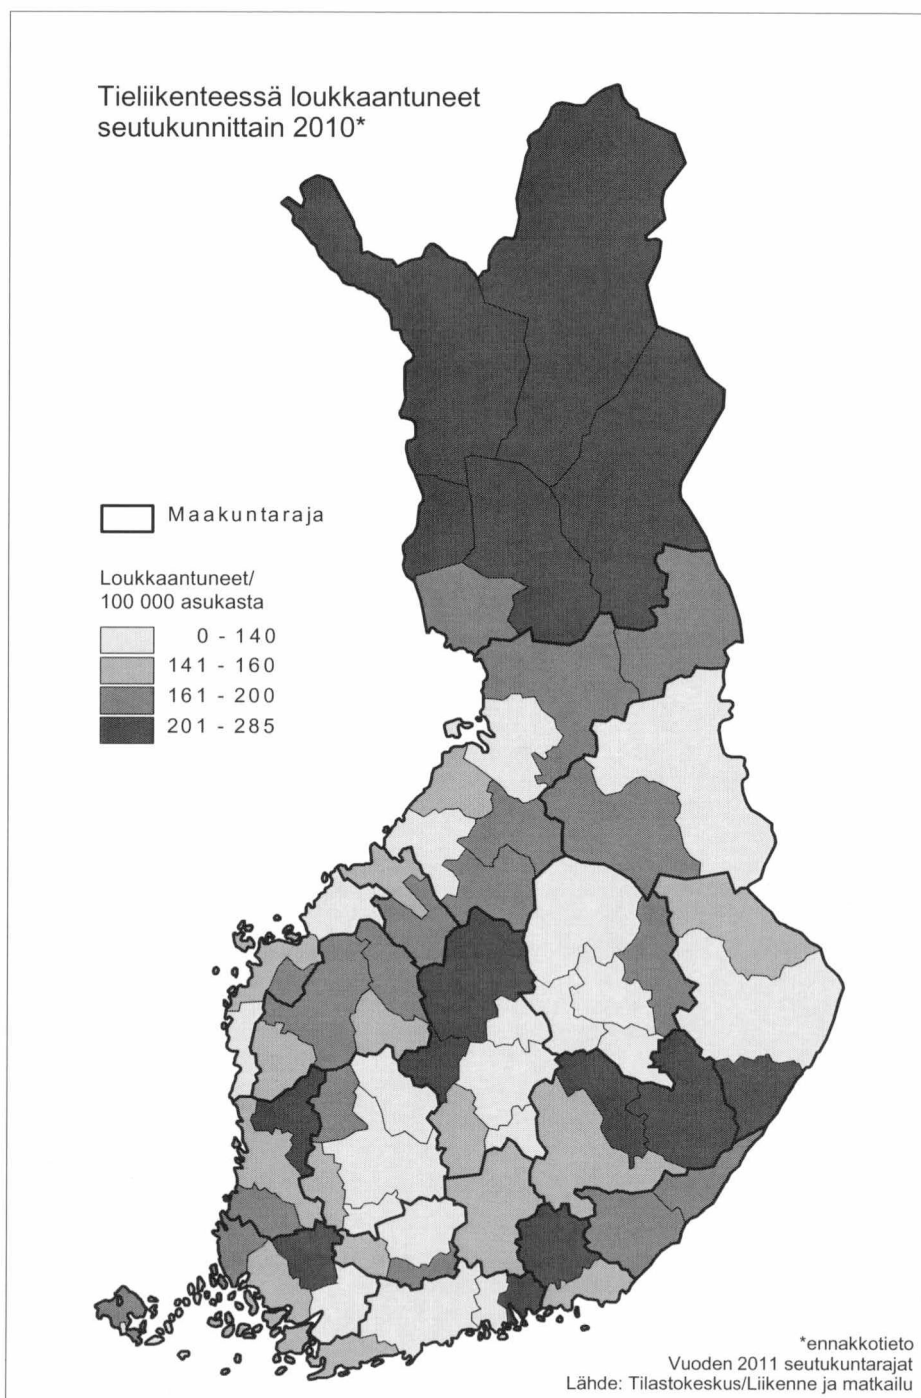 Tieliikenteessä loukkaantuneet
seutukunnittain 2010*
Maakuntaraja
Loukkaantuneet/
100 000 asukasta
0 - 140
141 - 160
161 - 200
201 - 285
*ennakkotieto
Vuoden 2011 seutukuntarajat
Lähde: Tilastokeskus/Liikenne ja matkailu